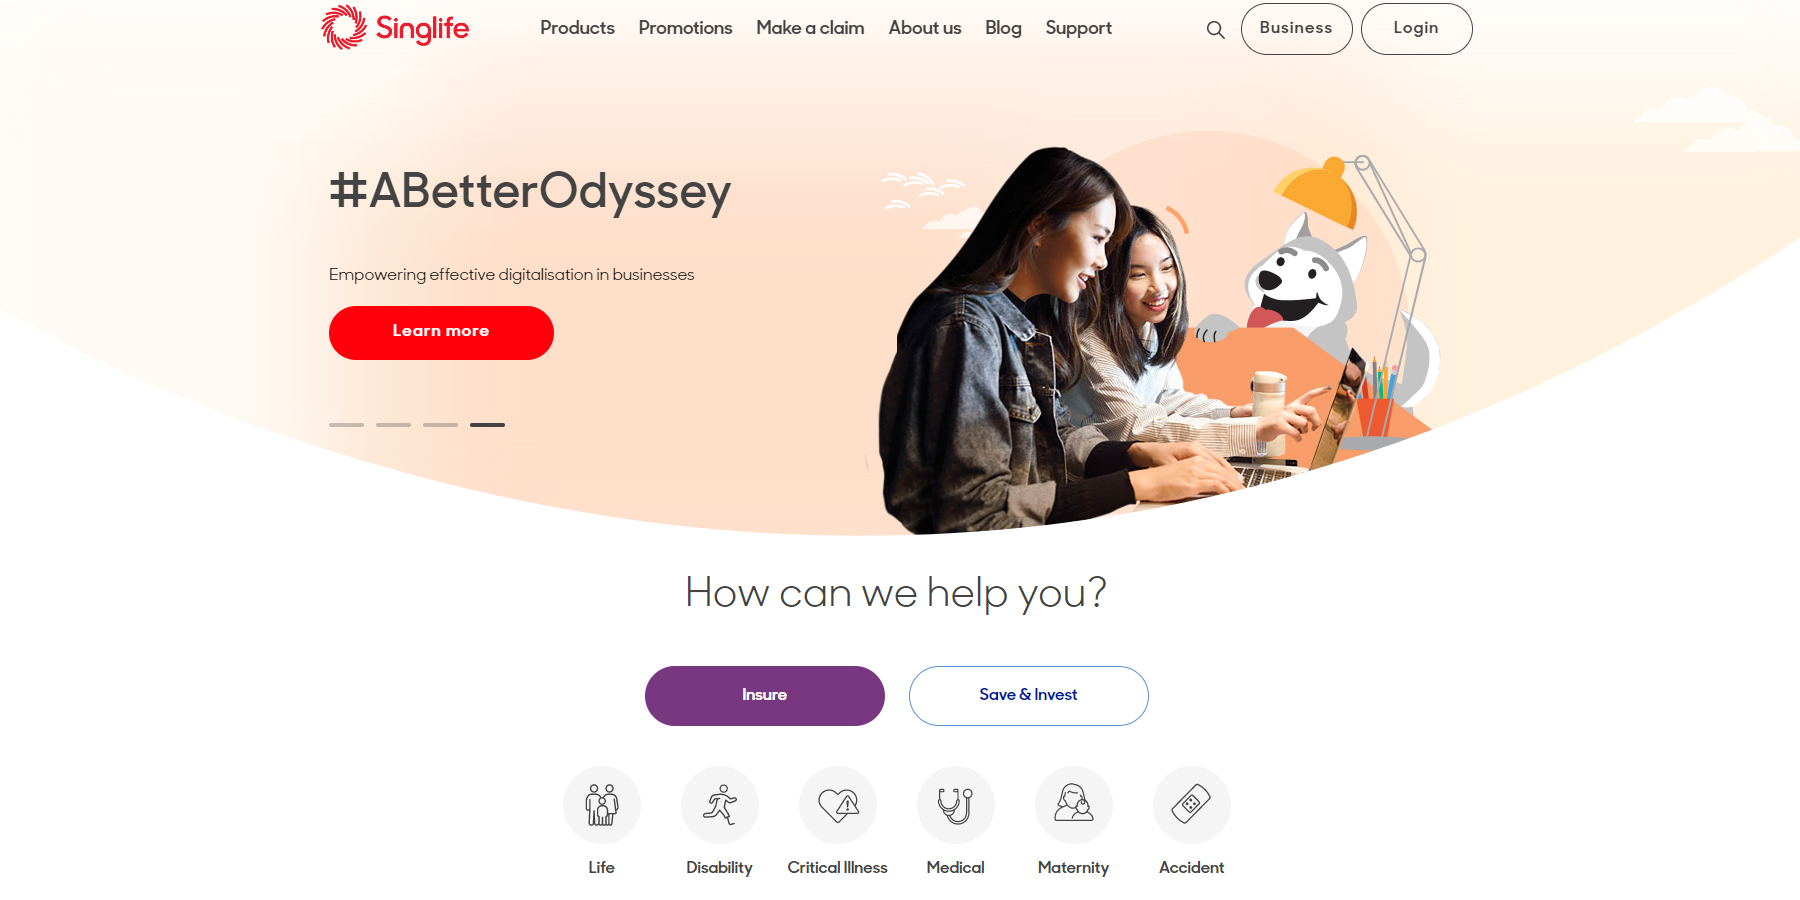 Singlife
Products
Promotions
Make a claim
About us
Blog
Support
Business
Login
#ABetterOdyssey
Empowering effective digitalisation in businesses
Learn more
How can we help you?
Insure
Save & Invest
Life
Disability
Critical Illness
Medical
Maternity
Accident